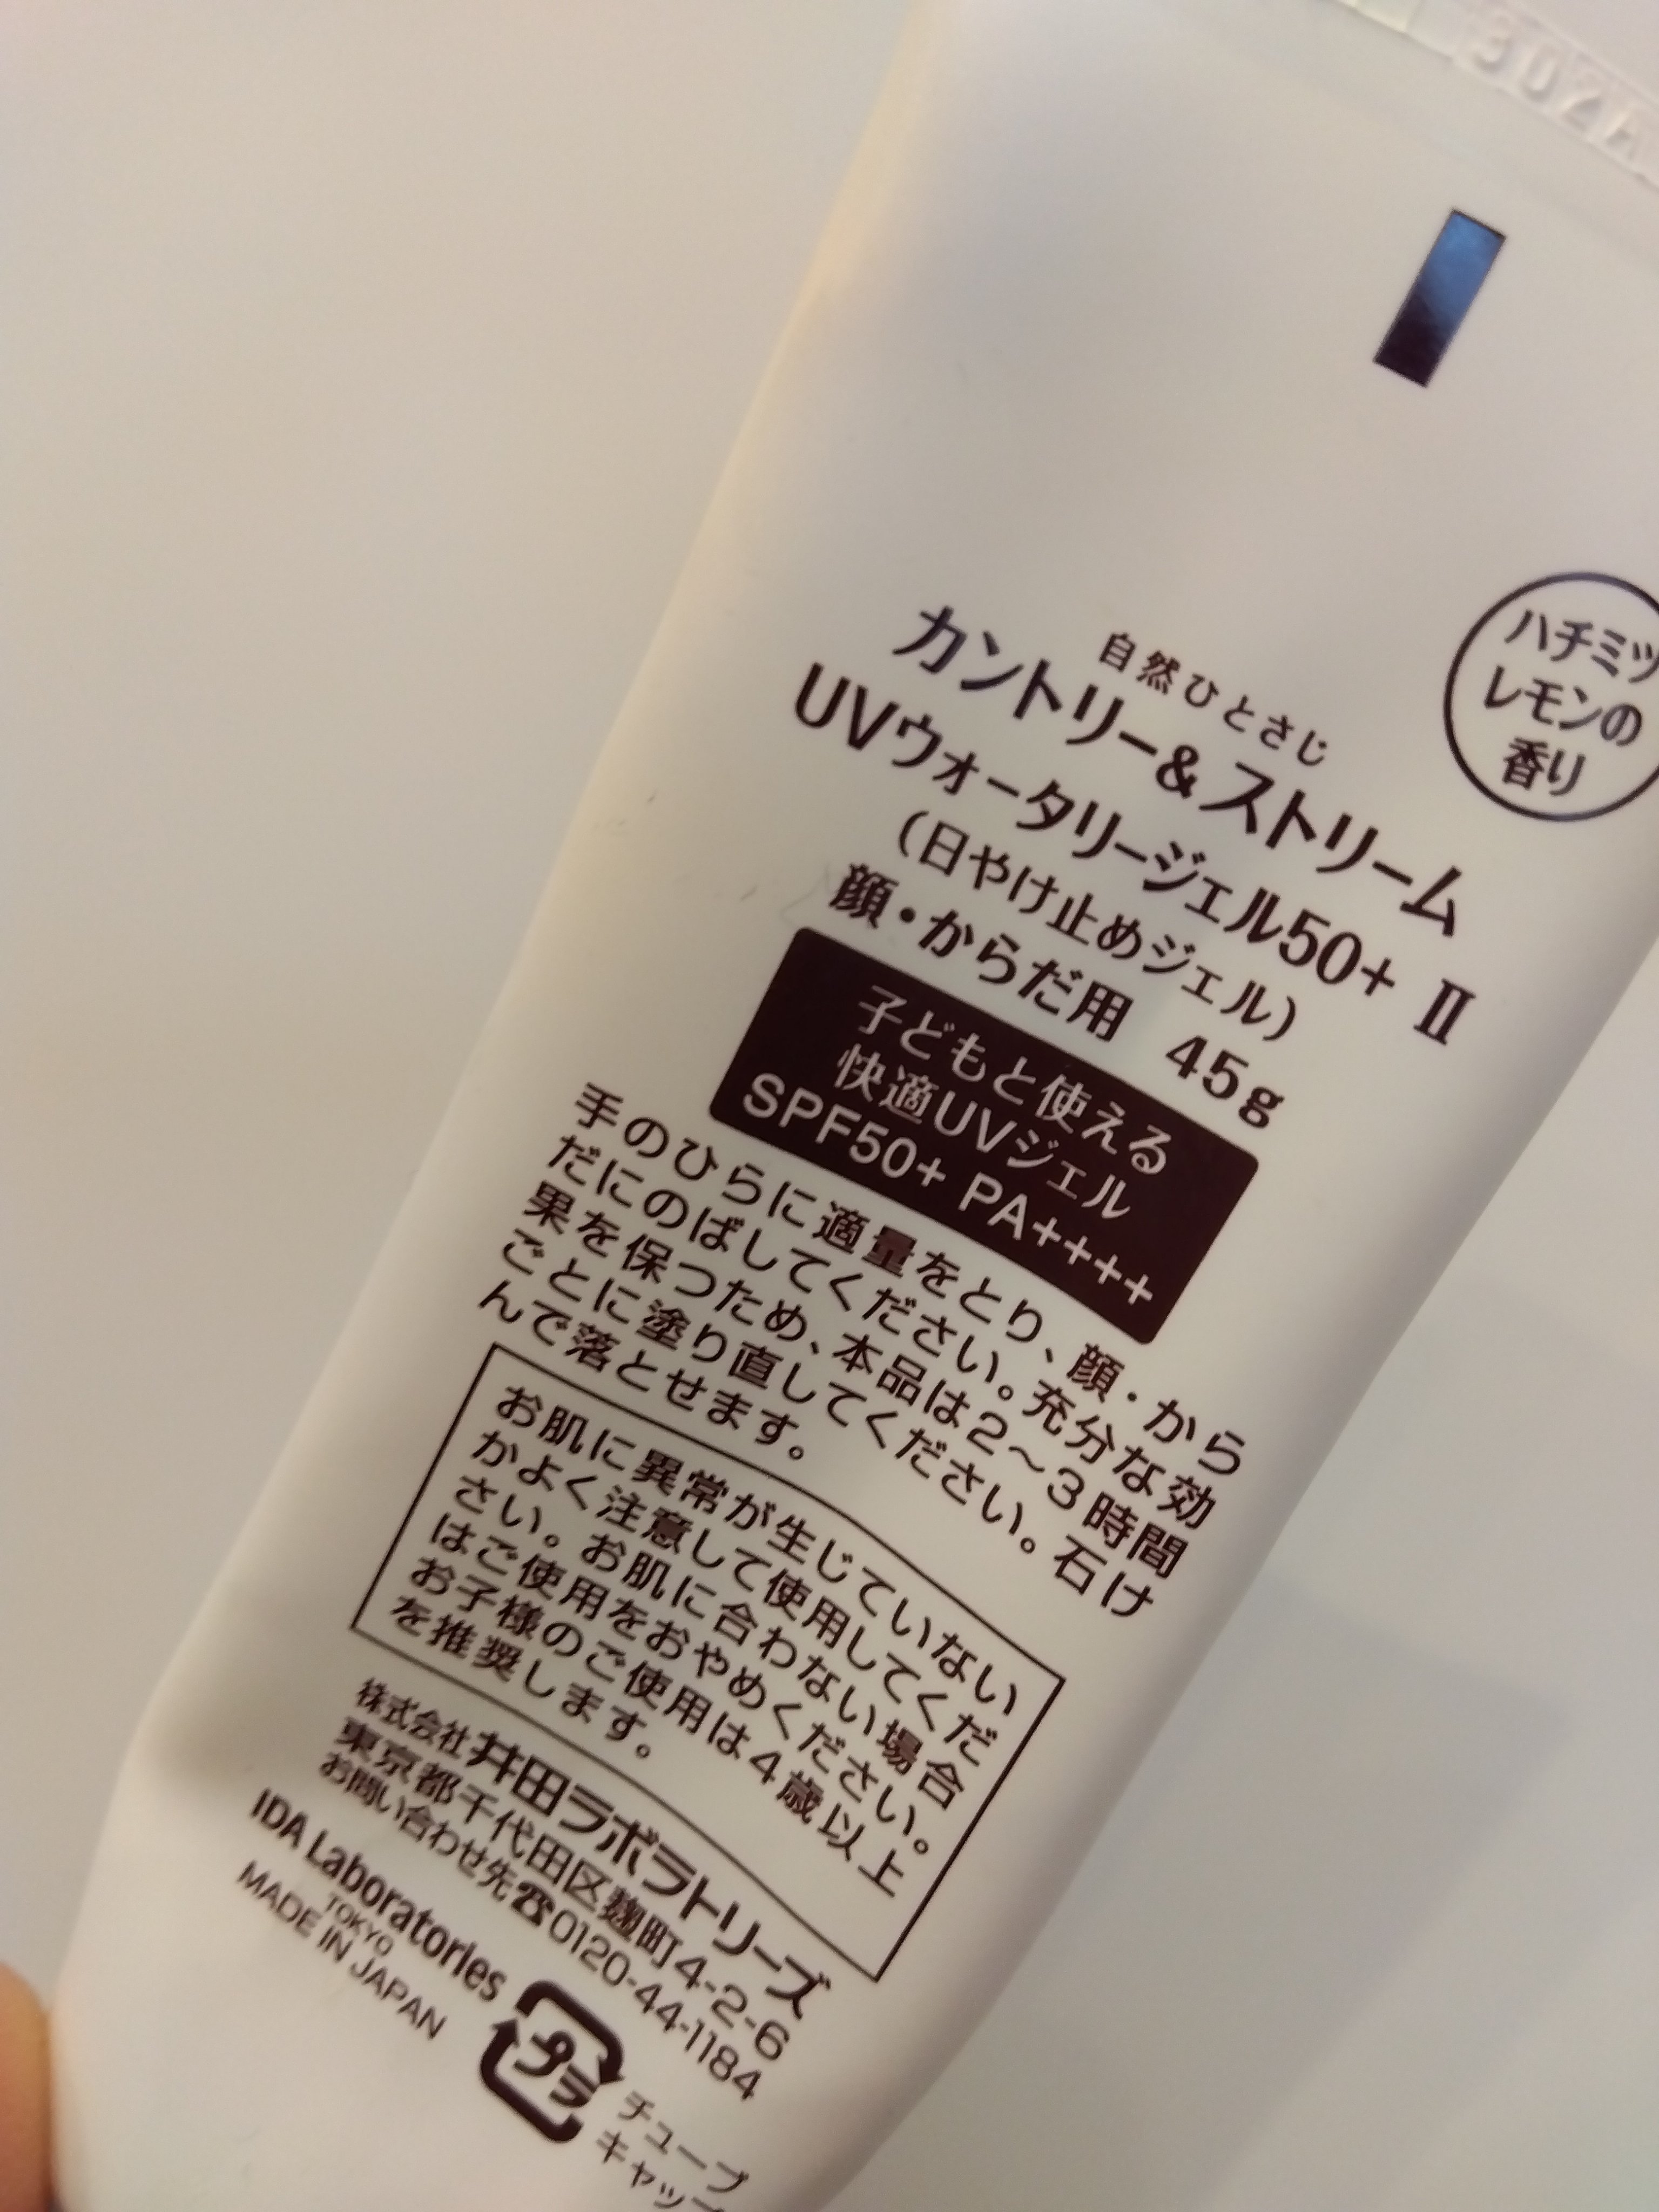 302A
ハチミツ
レモンの
香り
自然ひとさじ
カントリー&ストリーム
UVウォータリージェル50+ Ⅱ
(日やけ止めジェル)
顔・からだ用 45g
子どもと使える
快適UVジェル
SPF50+ PA++++
手のひらに適量をとり、顔・から
だにのばしてください。充分な効
果を保つため、本品は2～3時間
ごとに塗り直してください。石け
んで落とせます。
お肌に異常が生じていない
かよく注意して使用してくだ
さい。お肌に合わない場合
はご使用をおやめください。
お子様のご使用は4歳以上
を推奨します。
株式会社井田ラボラトリーズ
東京都千代田区麹町4-2-6
お問い合わせ先☎0120-44-1184
IDA Laboratories
TOKYO
MADE IN JAPAN
プラ
チューブ
キャップ